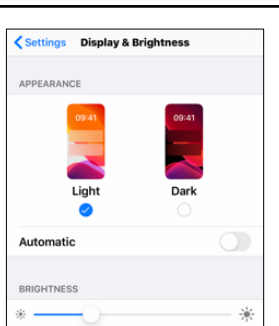 Settings Display & Brightness
APPEARANCE
09:41 09:41
Light Dark
Automatic
BRIGHTNESS